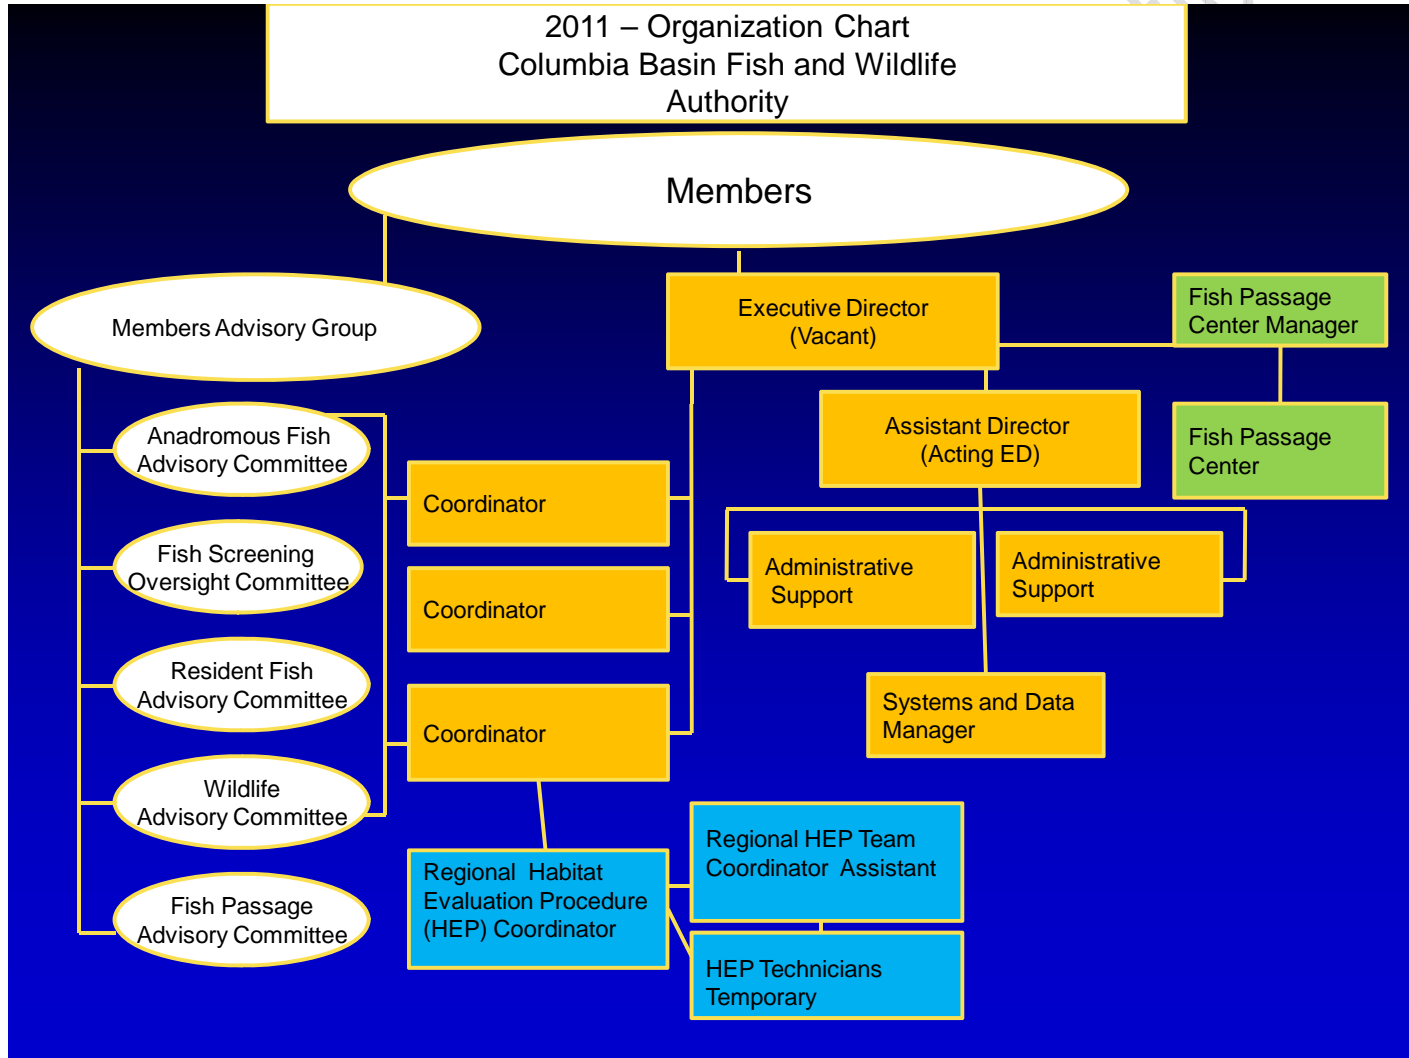 2011 – Organization Chart
Columbia Basin Fish and Wildlife
Authority
Members
Members Advisory Group
Executive Director
(Vacant)
Fish Passage
Center Manager
Assistant Director
(Acting ED)
Fish Passage
Center
Anadromous Fish
Advisory Committee
Fish Screening
Oversight Committee
Resident Fish
Advisory Committee
Wildlife
Advisory Committee
Fish Passage
Advisory Committee
Coordinator
Coordinator
Coordinator
Administrative
Support
Administrative
Support
Systems and Data
Manager
Regional Habitat
Evaluation Procedure
(HEP) Coordinator
Regional HEP Team
Coordinator Assistant
HEP Technicians
Temporary